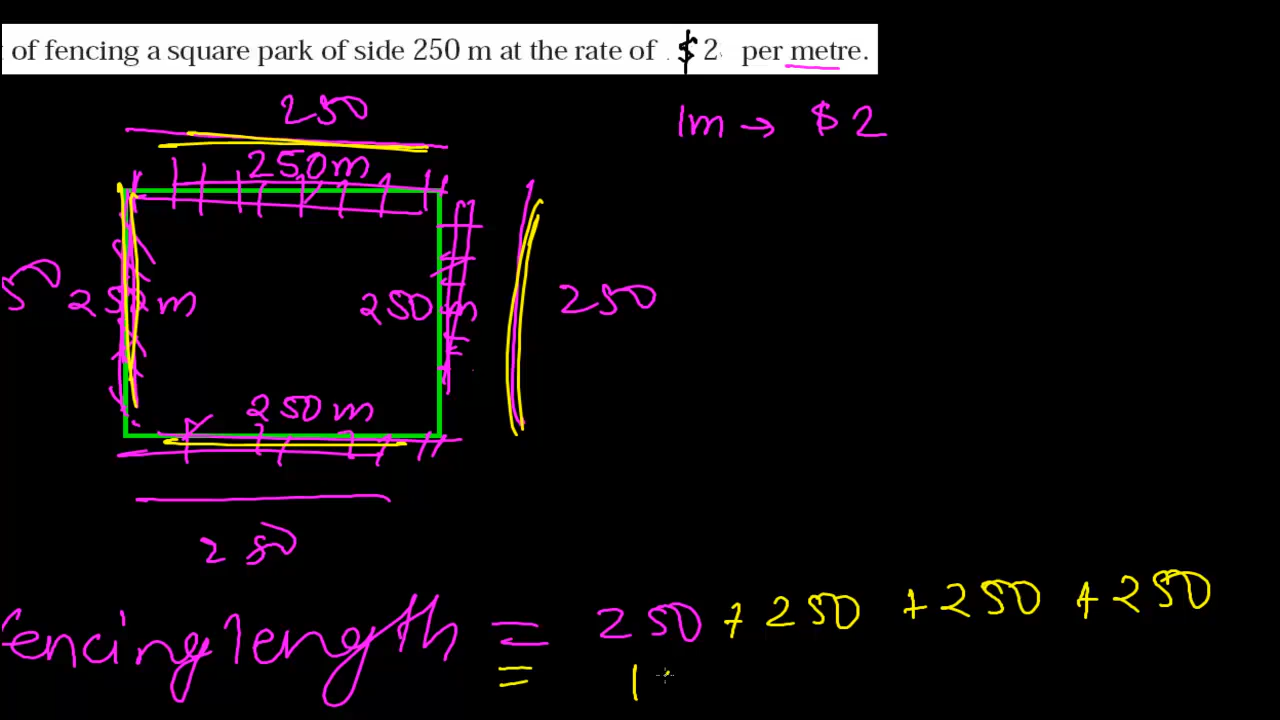 of fencing a square park of side 250 m at the rate of $ 2 per metre.
250
1m → $ 2
250m
250m
250m
250
250m
250
fencing length = 250 + 250 + 250 + 250
= 1